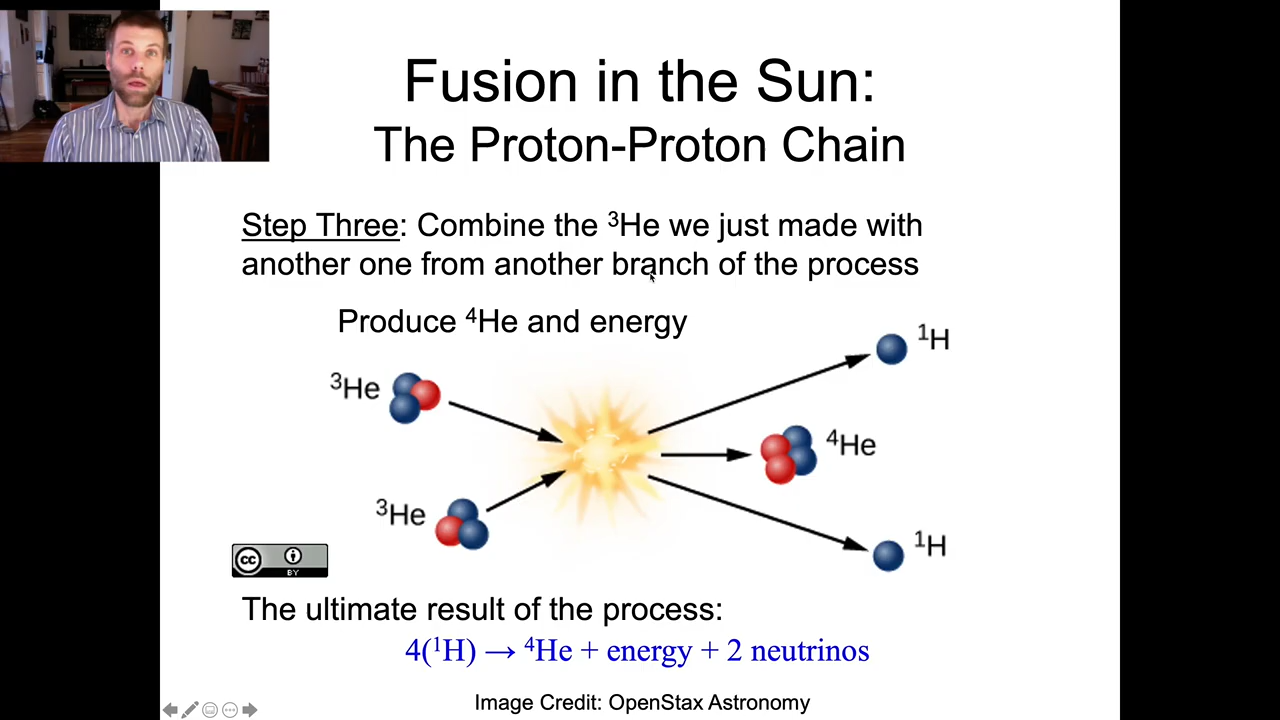 Fusion in the Sun:
The Proton-Proton Chain
Step Three: Combine the ³He we just made with
another one from another branch of the process
Produce ⁴He and energy
¹H
³He
⁴He
³He
¹H
cc
BY
The ultimate result of the process:
4(¹H) → ⁴He + energy + 2 neutrinos
Image Credit: OpenStax Astronomy